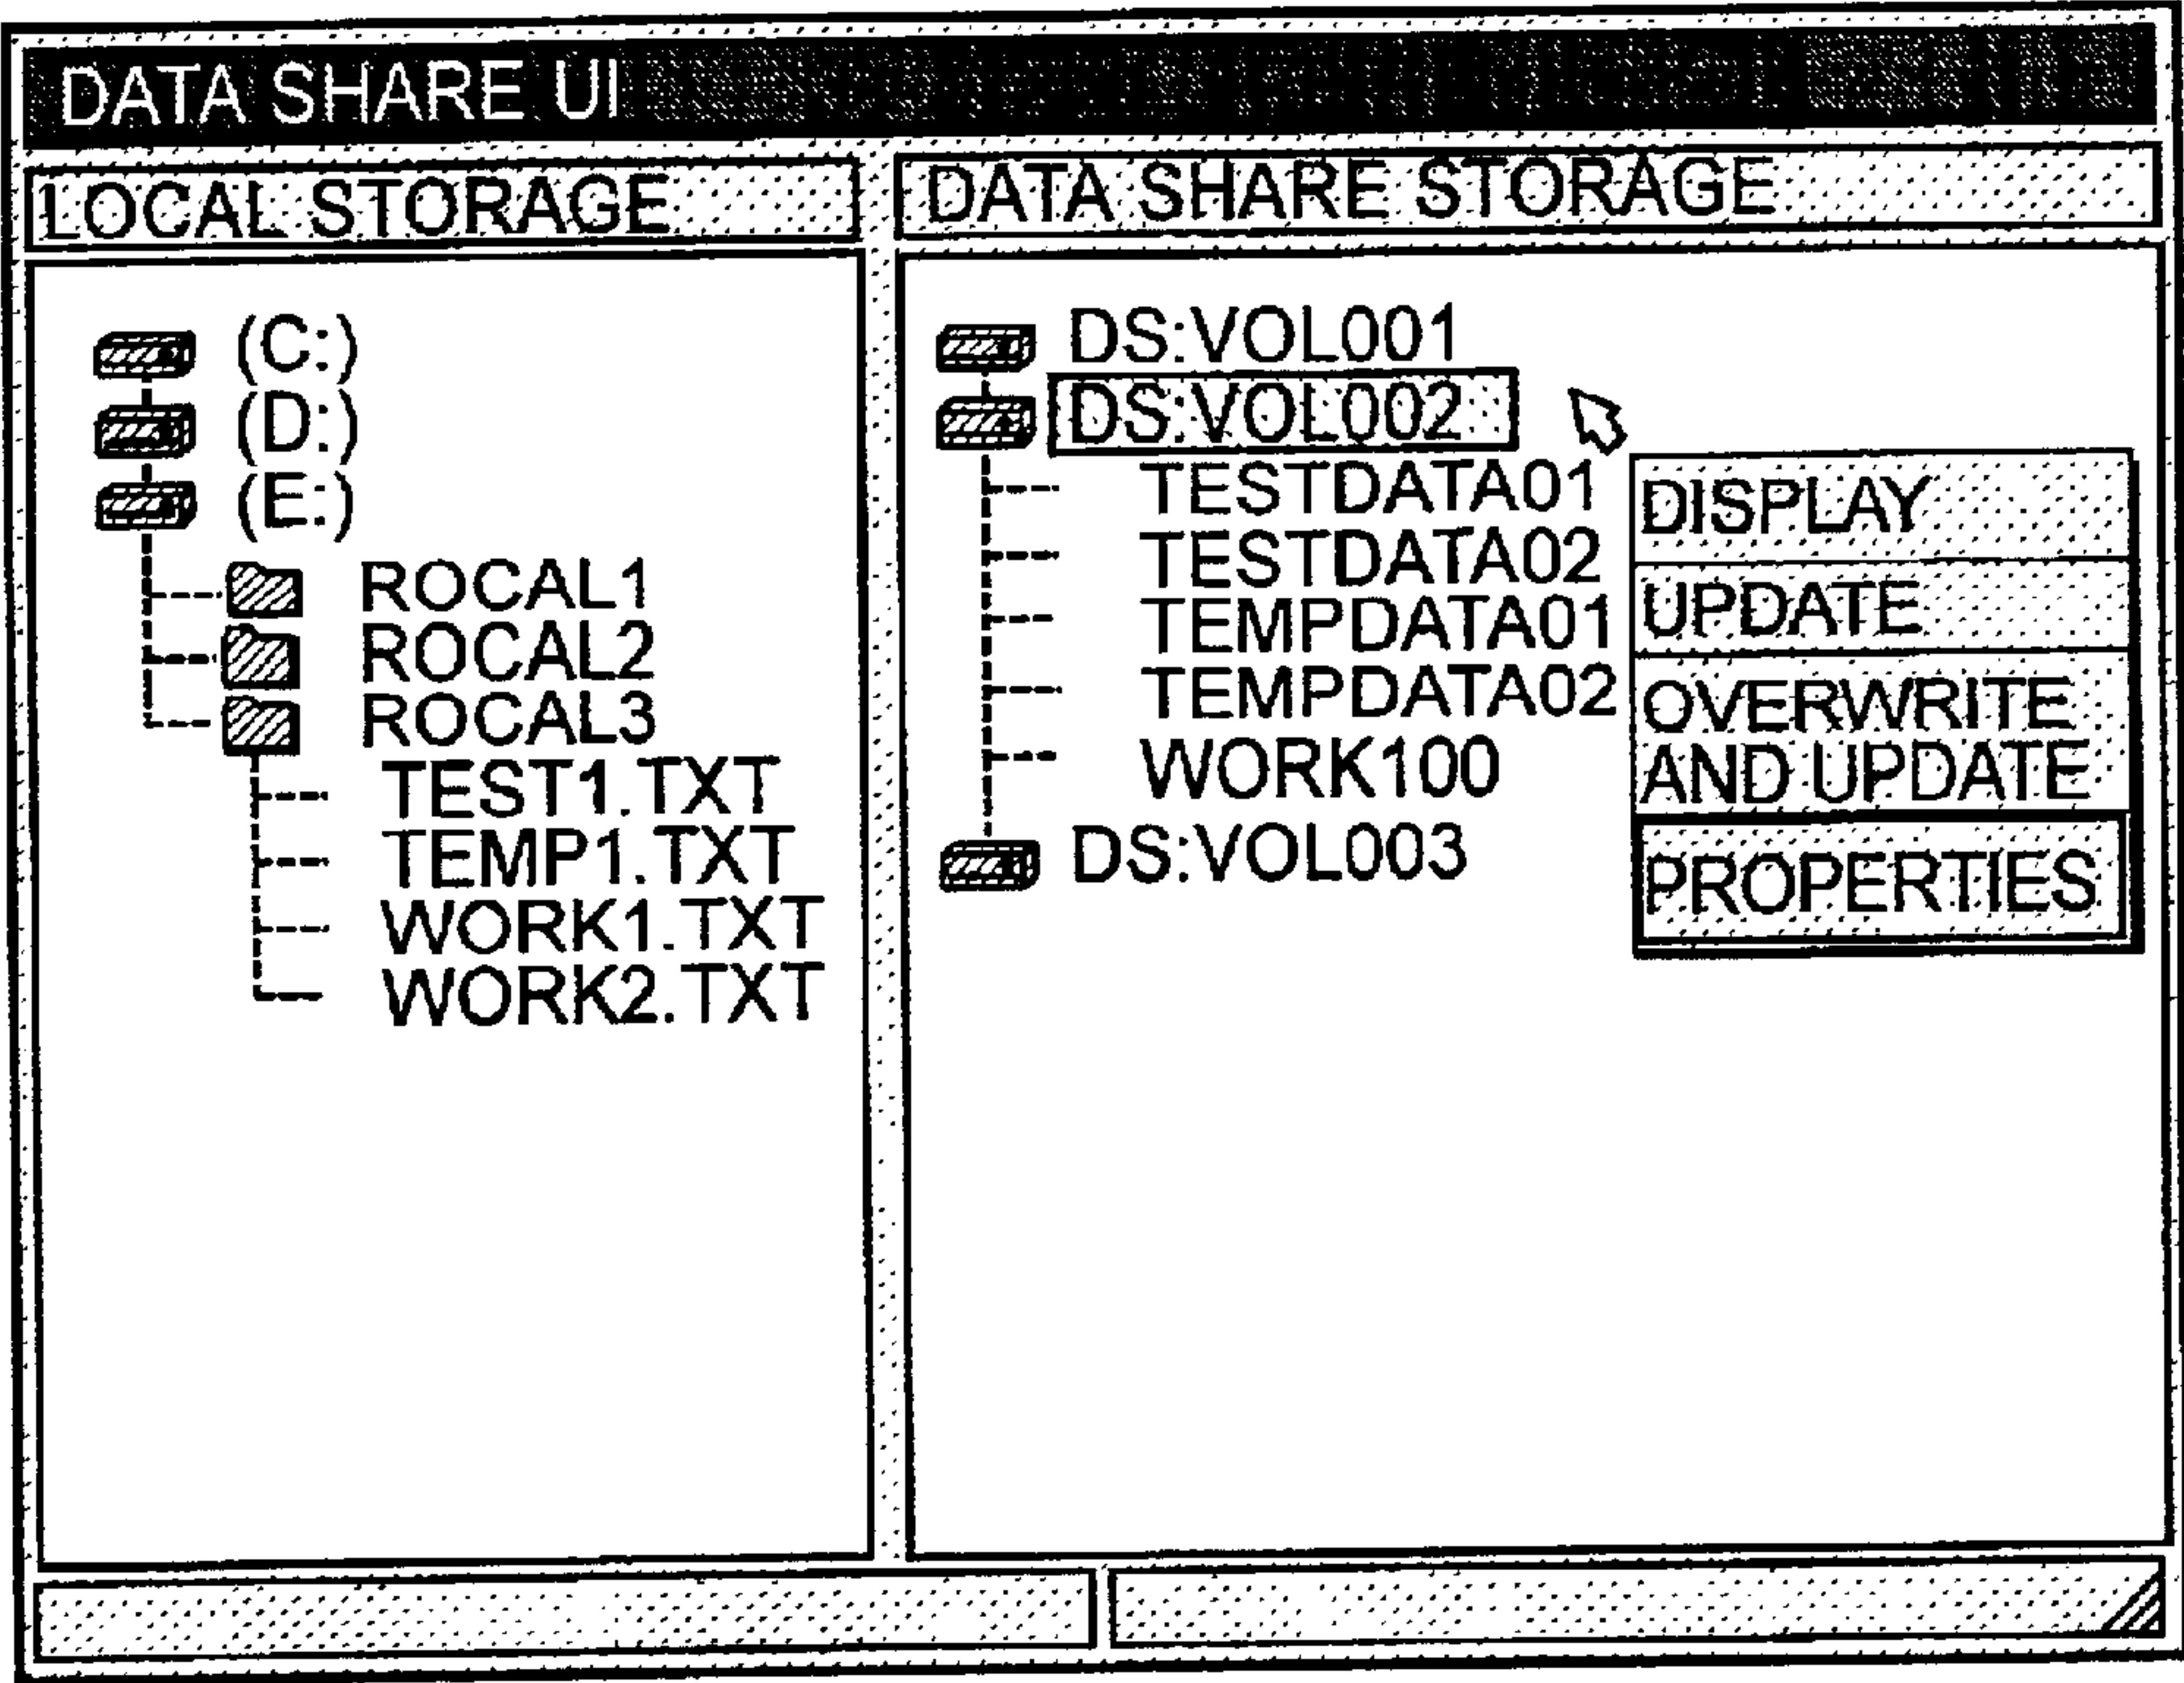 DATA SHARE UI
LOCAL STORAGE
(C:)
(D:)
(E:)
ROCAL1
ROCAL2
ROCAL3
TEST1.TXT
TEMP1.TXT
WORK1.TXT
WORK2.TXT
DATA SHARE STORAGE
DS:VOL001
DS:VOL002
TESTDATA01
TESTDATA02
TEMPDATA01
TEMPDATA02
WORK100
DS:VOL003
DISPLAY
UPDATE
OVERWRITE
AND UPDATE
PROPERTIES